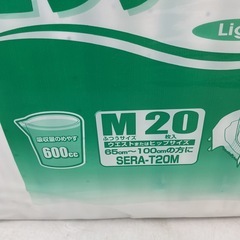 Lig
吸収量のめやす
600cc
M 20
ふつうサイズ 枚入
ウエストまたはヒップサイズ
65cm~100cmの方に
SERA-T20M